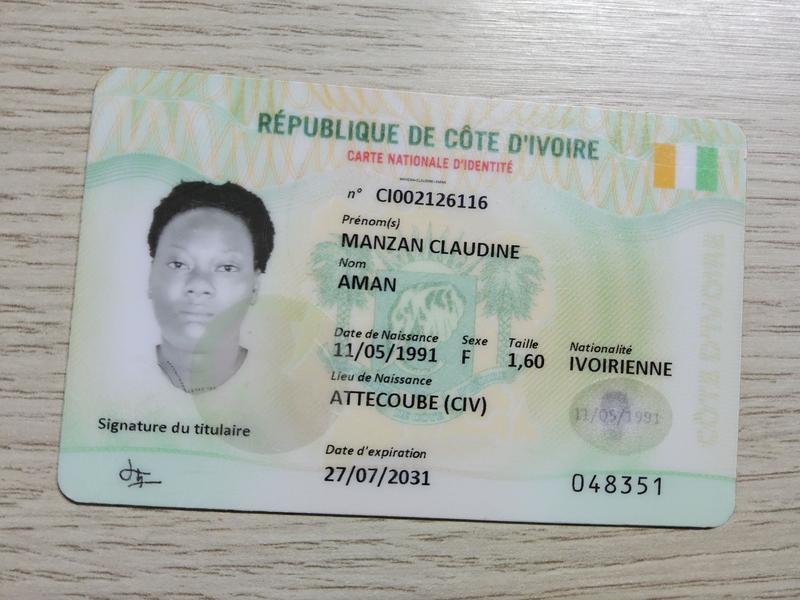 RÉPUBLIQUE DE CÔTE D'IVOIRE
CARTE NATIONALE D'IDENTITÉ
n° CI002126116
Prénom(s)
MANZAN CLAUDINE
Nom
AMAN
Date de Naissance Sexe Taille Nationalité
11/05/1991 F 1,60 IVOIRIENNE
Lieu de Naissance
ATTECOUBE (CIV)
11/05/1991
Signature du titulaire
Date d'expiration
27/07/2031
048351